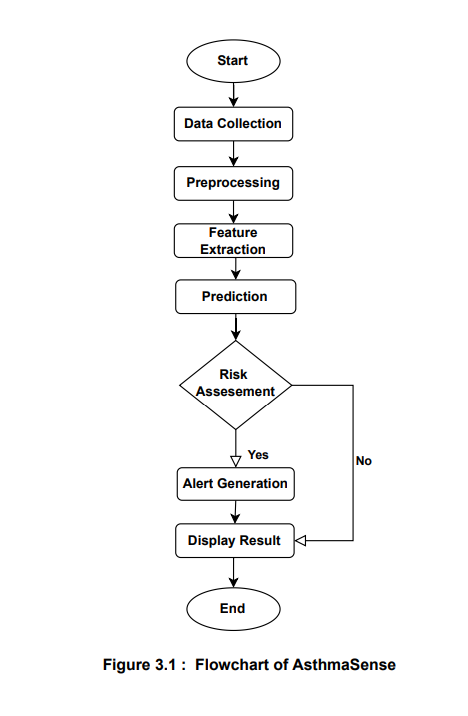 Start
Data Collection
Preprocessing
Feature
Extraction
Prediction
Risk
Assesement
Yes
No
Alert Generation
Display Result
End
Figure 3.1 : Flowchart of AsthmaSense